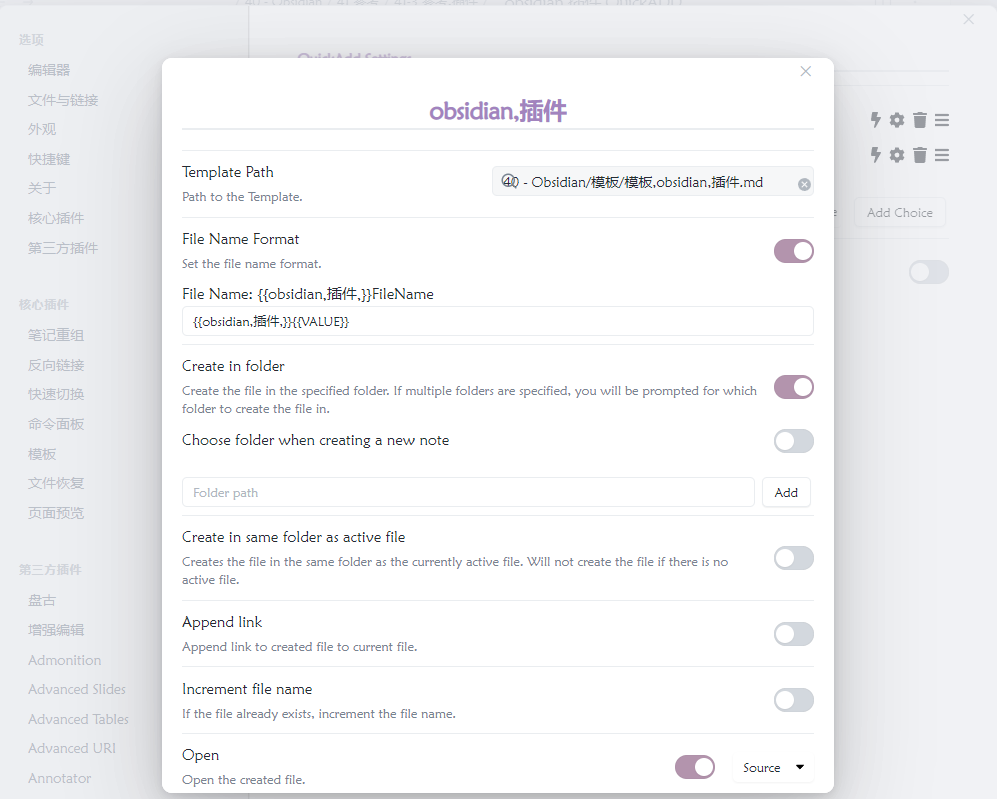 选项
编辑器
文件与链接
外观
快捷键
关于
核心插件
第三方插件
核心插件
笔记重组
反向链接
快速切换
命令面板
模板
文件恢复
页面预览
第三方插件
盘古
增强编辑
Admonition
Advanced Slides
Advanced Tables
Advanced URI
Annotator
Add Choice
obsidian,插件
Template Path
Path to the Template.
40 - Obsidian/模板/模板,obsidian,插件.md
File Name Format
Set the file name format.
File Name: {{obsidian,插件,}}FileName
{{obsidian,插件,}}{{VALUE}}
Create in folder
Create the file in the specified folder. If multiple folders are specified, you will be prompted for which
folder to create the file in.
Choose folder when creating a new note
Folder path
Add
Create in same folder as active file
Creates the file in the same folder as the currently active file. Will not create the file if there is no
active file.
Append link
Append link to created file to current file.
Increment file name
If the file already exists, increment the file name.
Open
Open the created file.
Source